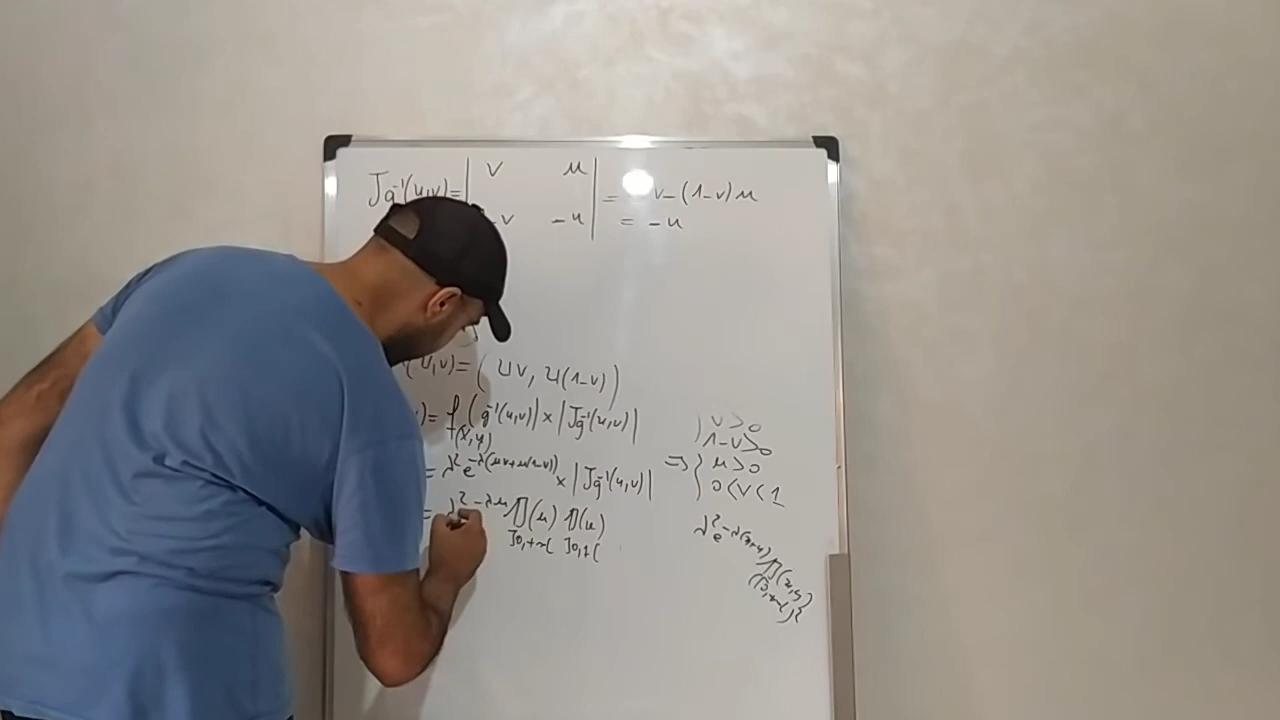 Jg⁻¹(u,v) = | v u | = v-(1-v)u
-v -u | = -u
(u,v) = (uv, u(1-v))
) = f(X,Y) (g⁻¹(u,v)) × |Jg⁻¹(u,v)|
= λ² e^-λ(uv+u(1-v)) × |Jg⁻¹(u,v)|
= λ² -λu 𝟙(u) 𝟙(u)
]0,+∞[ ]0,1[
v>0
1-v>0
=> { u>0
0<v<1
λ² e^-λ(x+y) 𝟙(x,y)
(]0,+∞[)²